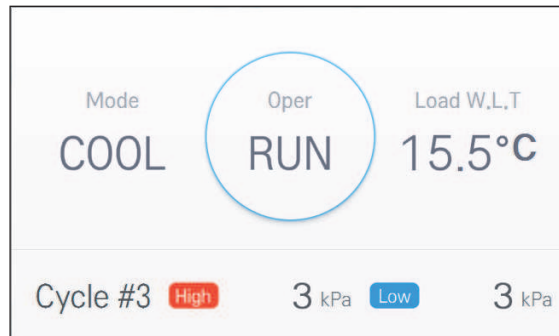 Mode Oper Load W.L.T
COOL RUN 15.5°C
Cycle #3 High 3 kPa Low 3 kPa